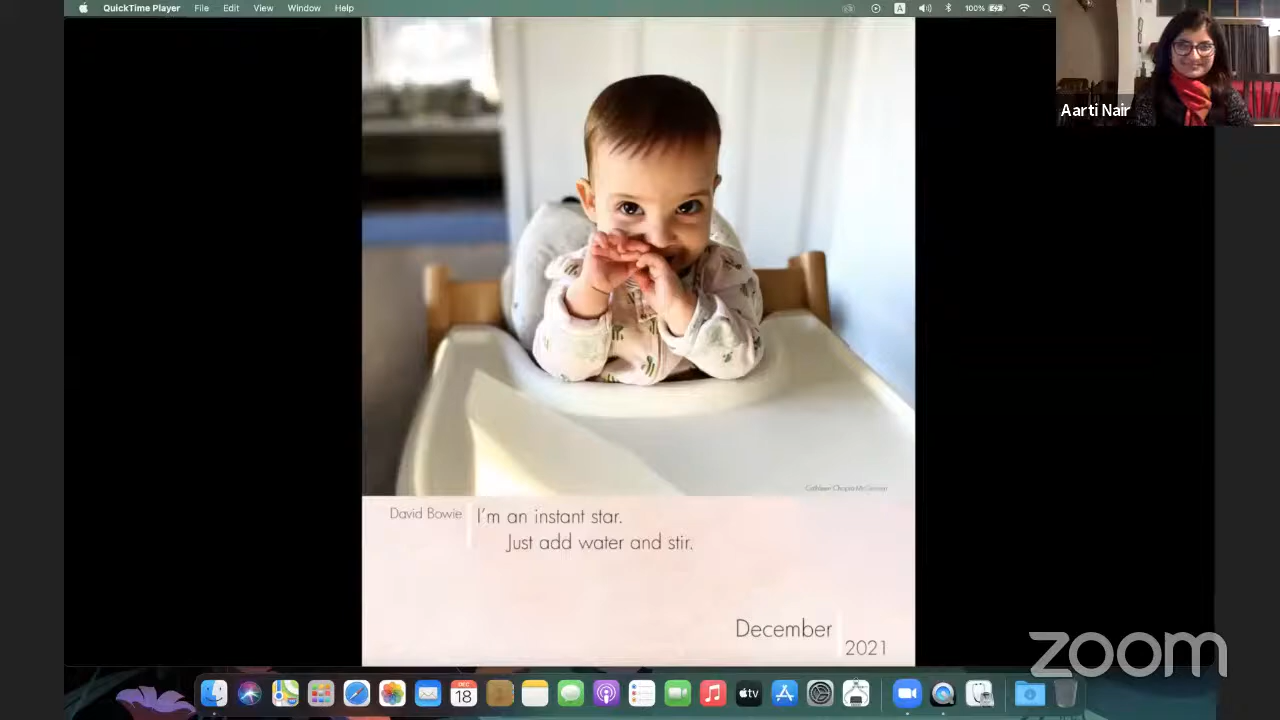 QuickTime Player File Edit View Window Help
100%
Aarti Nair
David Bowie
I'm an instant star.
Just add water and stir.
December
2021
DEC
18
tv
zoom